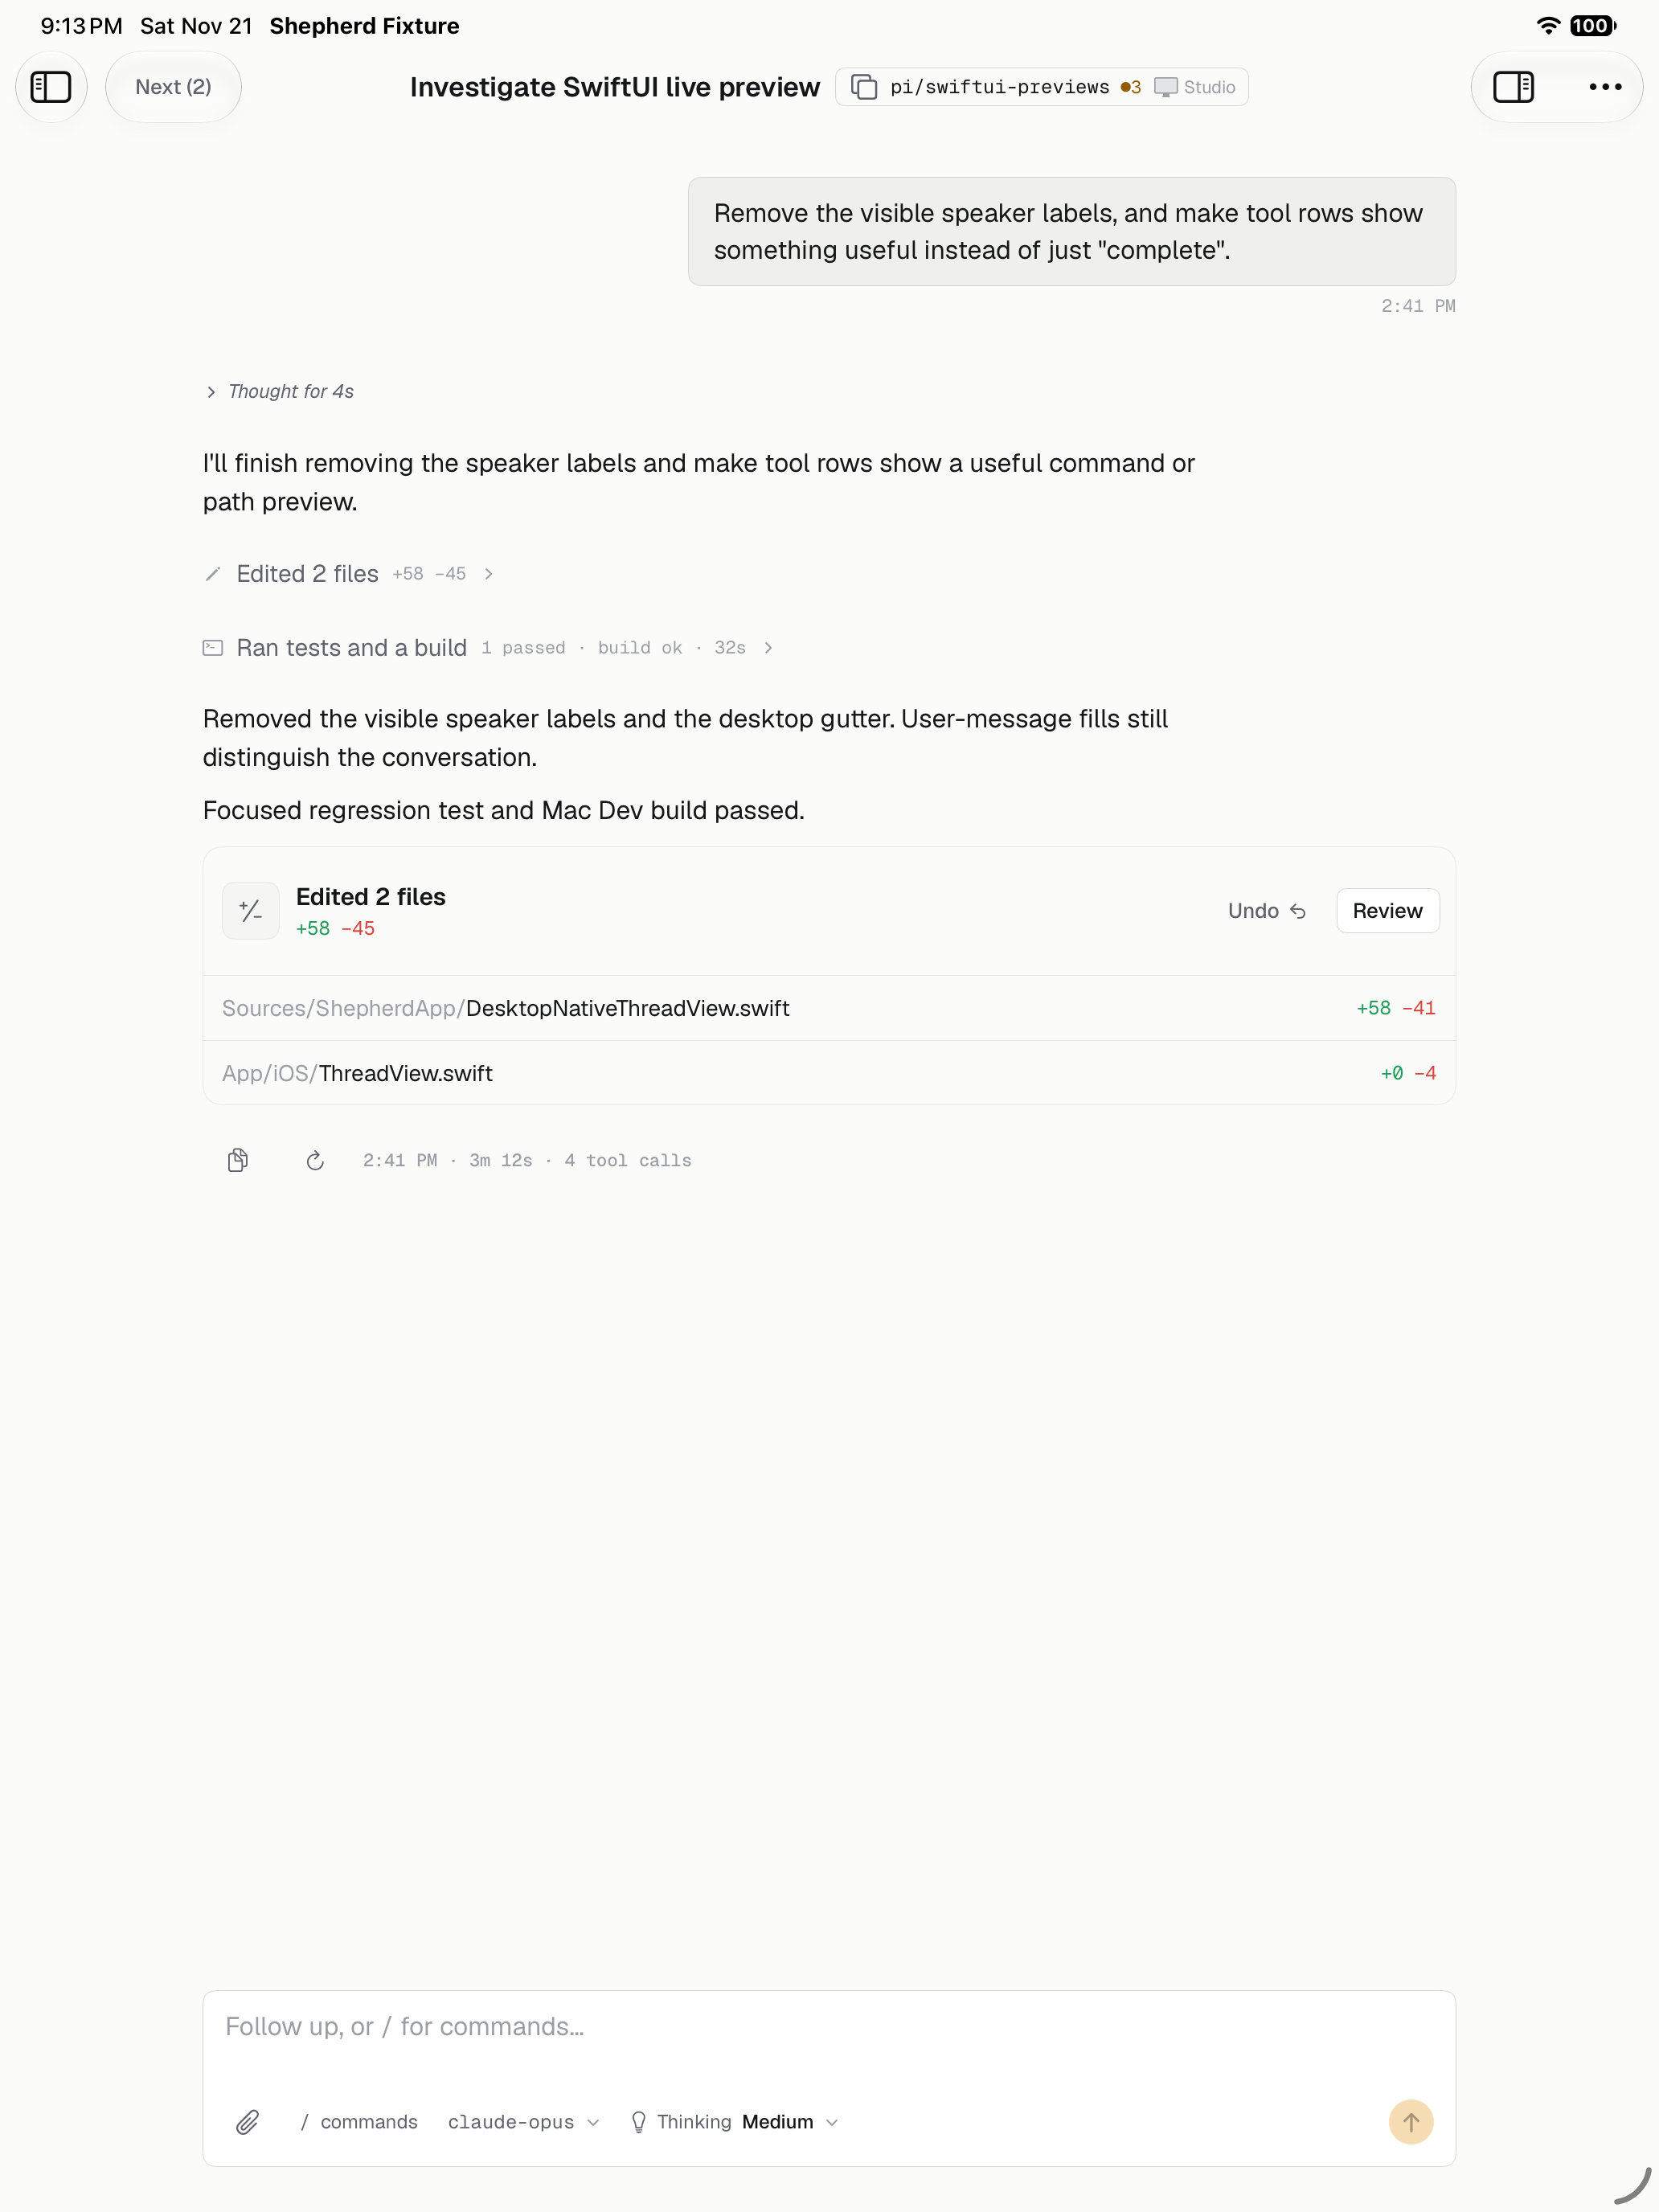 9:13 PM Sat Nov 21 Shepherd Fixture 100
Next (2) Investigate SwiftUI live preview pi/swiftui-previews 3 Studio
Remove the visible speaker labels, and make tool rows show
something useful instead of just "complete".
2:41 PM
Thought for 4s
I'll finish removing the speaker labels and make tool rows show a useful command or
path preview.
Edited 2 files +58 −45
Ran tests and a build 1 passed · build ok · 32s
Removed the visible speaker labels and the desktop gutter. User-message fills still
distinguish the conversation.
Focused regression test and Mac Dev build passed.
Edited 2 files
+58 −45
Undo Review
Sources/ShepherdApp/DesktopNativeThreadView.swift +58 −41
App/iOS/ThreadView.swift +0 −4
2:41 PM · 3m 12s · 4 tool calls
Follow up, or / for commands...
/ commands claude-opus Thinking Medium